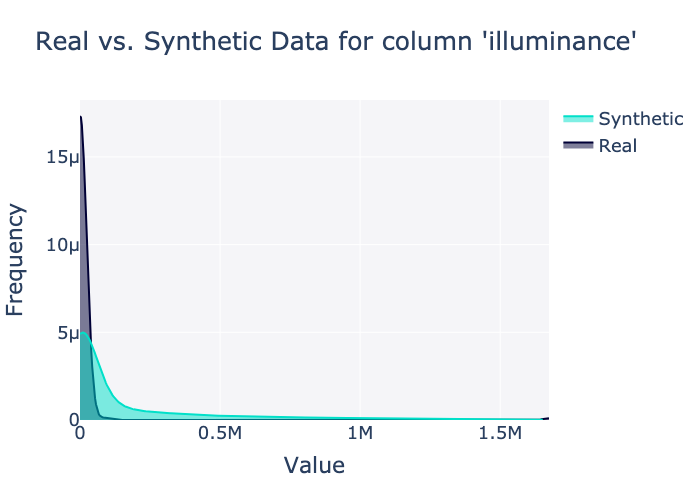 Real vs. Synthetic Data for column 'illuminance'
Synthetic
Real
15μ
10μ
5μ
0
0
0.5M
1M
1.5M
Frequency
Value